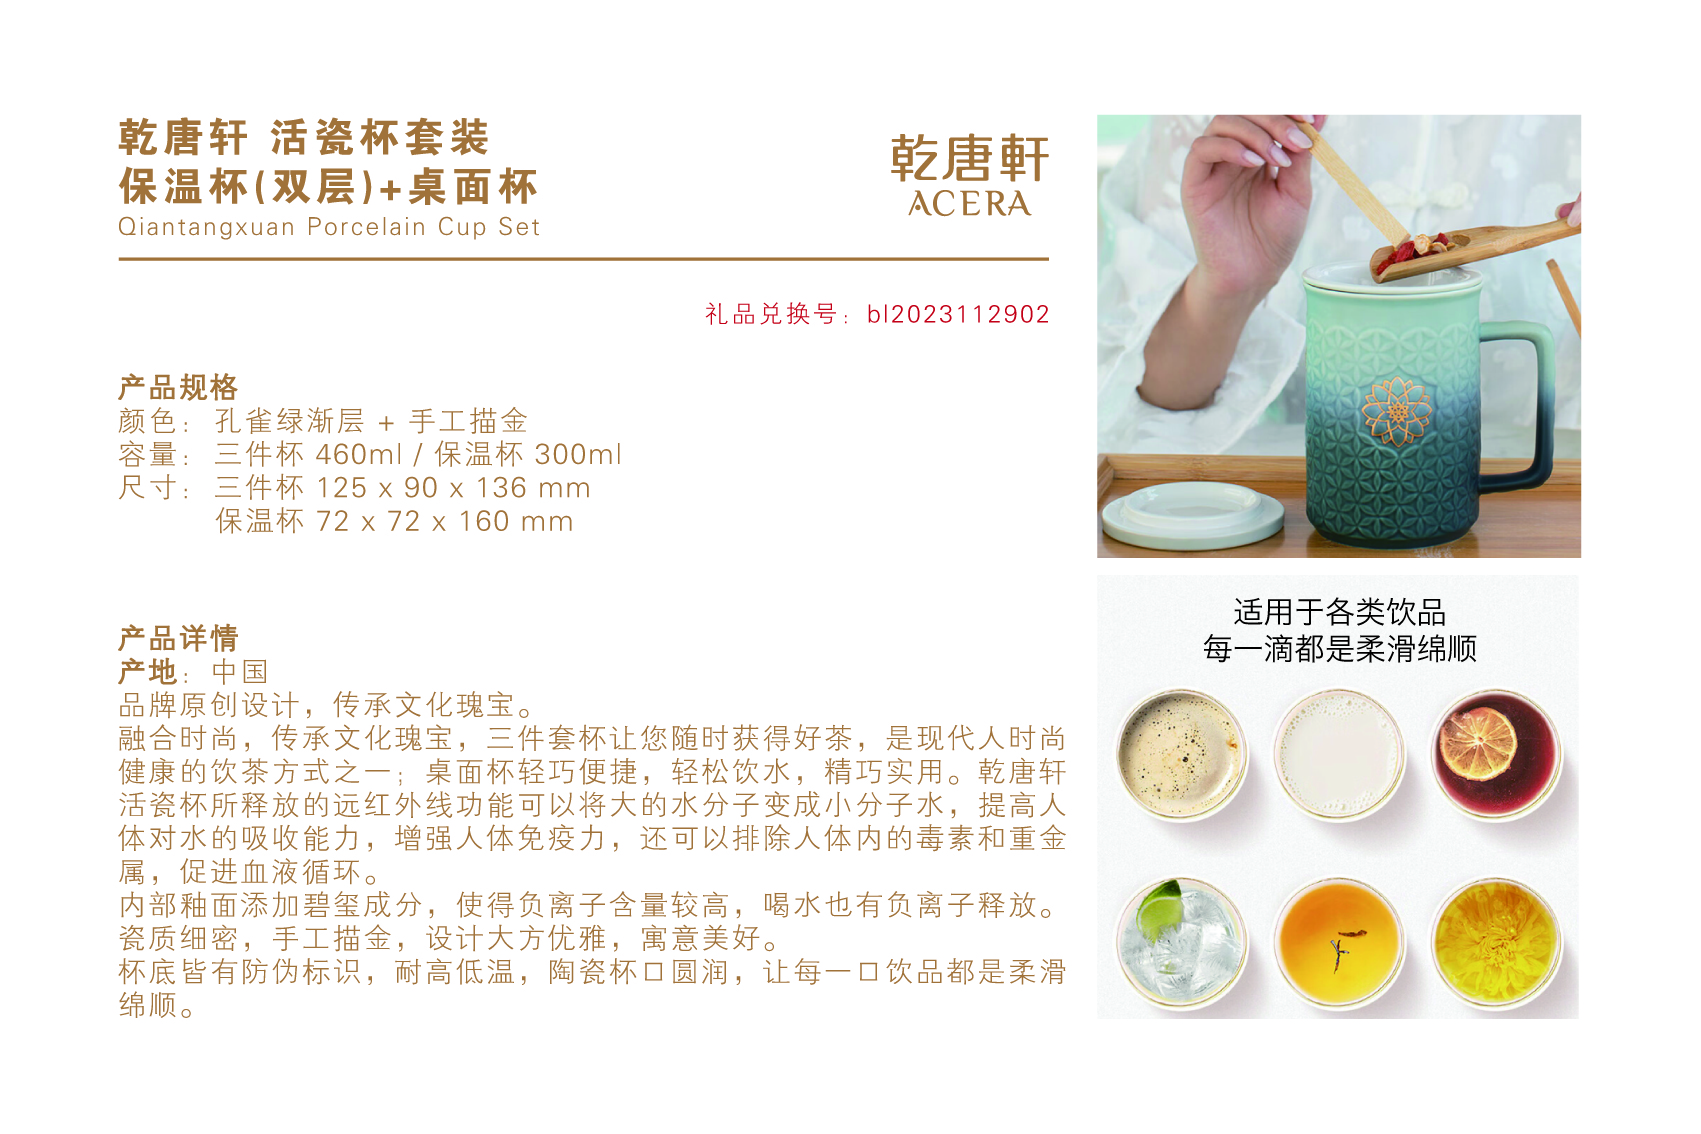 乾唐轩 活瓷杯套装
保温杯(双层)+桌面杯
Qiantangxuan Porcelain Cup Set
乾唐軒
ACERA
礼品兑换号：bl2023112902
产品规格
颜色： 孔雀绿渐层 + 手工描金
容量： 三件杯 460ml / 保温杯 300ml
尺寸： 三件杯 125 x 90 x 136 mm
保温杯 72 x 72 x 160 mm
产品详情
产地：中国
品牌原创设计，传承文化瑰宝。
融合时尚，传承文化瑰宝，三件套杯让您随时获得好茶，是现代人时尚
健康的饮茶方式之一；桌面杯轻巧便捷，轻松饮水，精巧实用。乾唐轩
活瓷杯所释放的远红外线功能可以将大的水分子变成小分子水，提高人
体对水的吸收能力，增强人体免疫力，还可以排除人体内的毒素和重金
属，促进血液循环。
内部釉面添加碧玺成分，使得负离子含量较高，喝水也有负离子释放。
瓷质细密，手工描金，设计大方优雅，寓意美好。
杯底皆有防伪标识，耐高低温，陶瓷杯口圆润，让每一口饮品都是柔滑
绵顺。
适用于各类饮品
每一滴都是柔滑绵顺